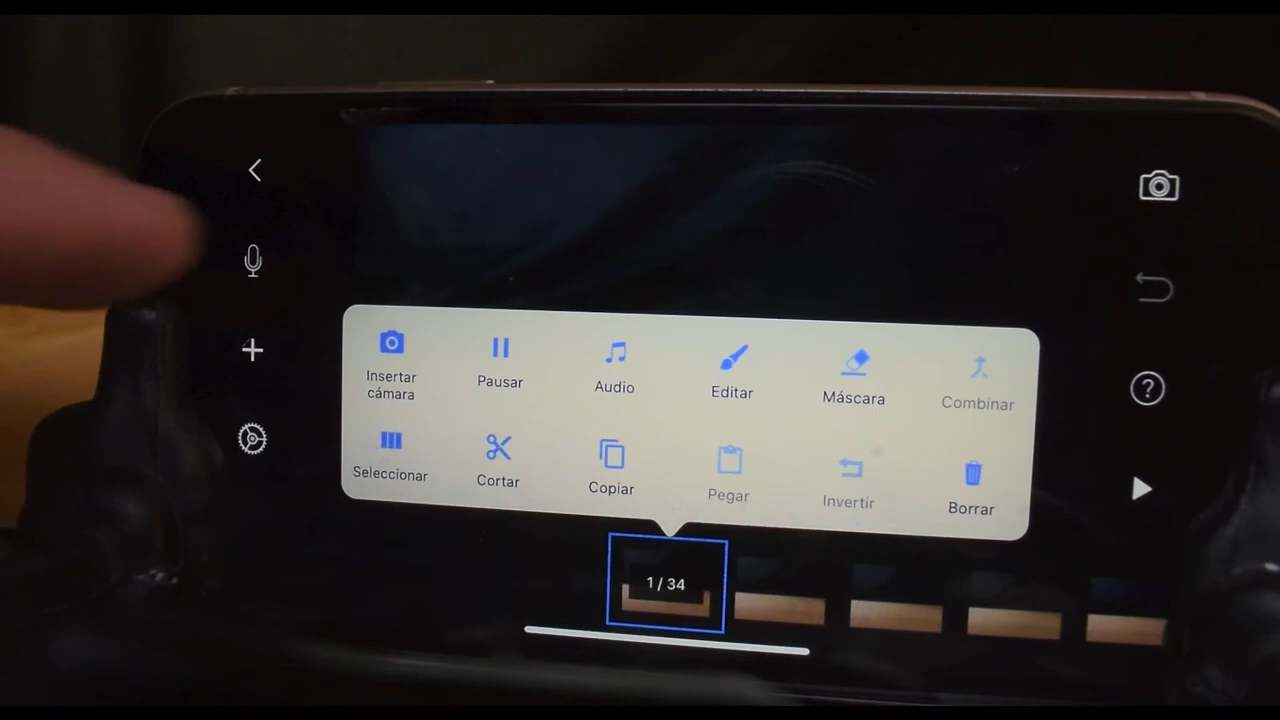 Insertar
cámara
Pausar
Audio
Editar
Máscara
Combinar
Seleccionar
Cortar
Copiar
Pegar
Invertir
Borrar
?
1 / 34